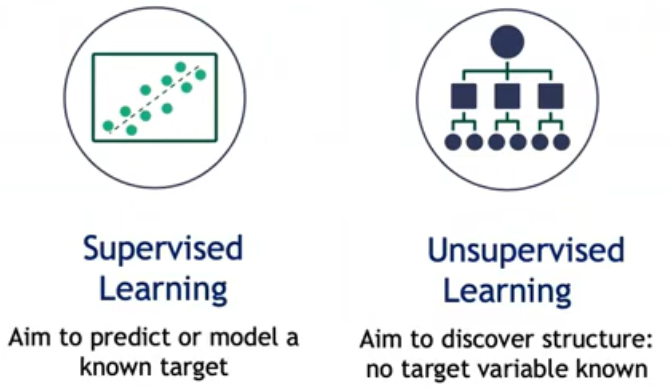 Supervised
Learning
Aim to predict or model a
known target
Unsupervised
Learning
Aim to discover structure:
no target variable known